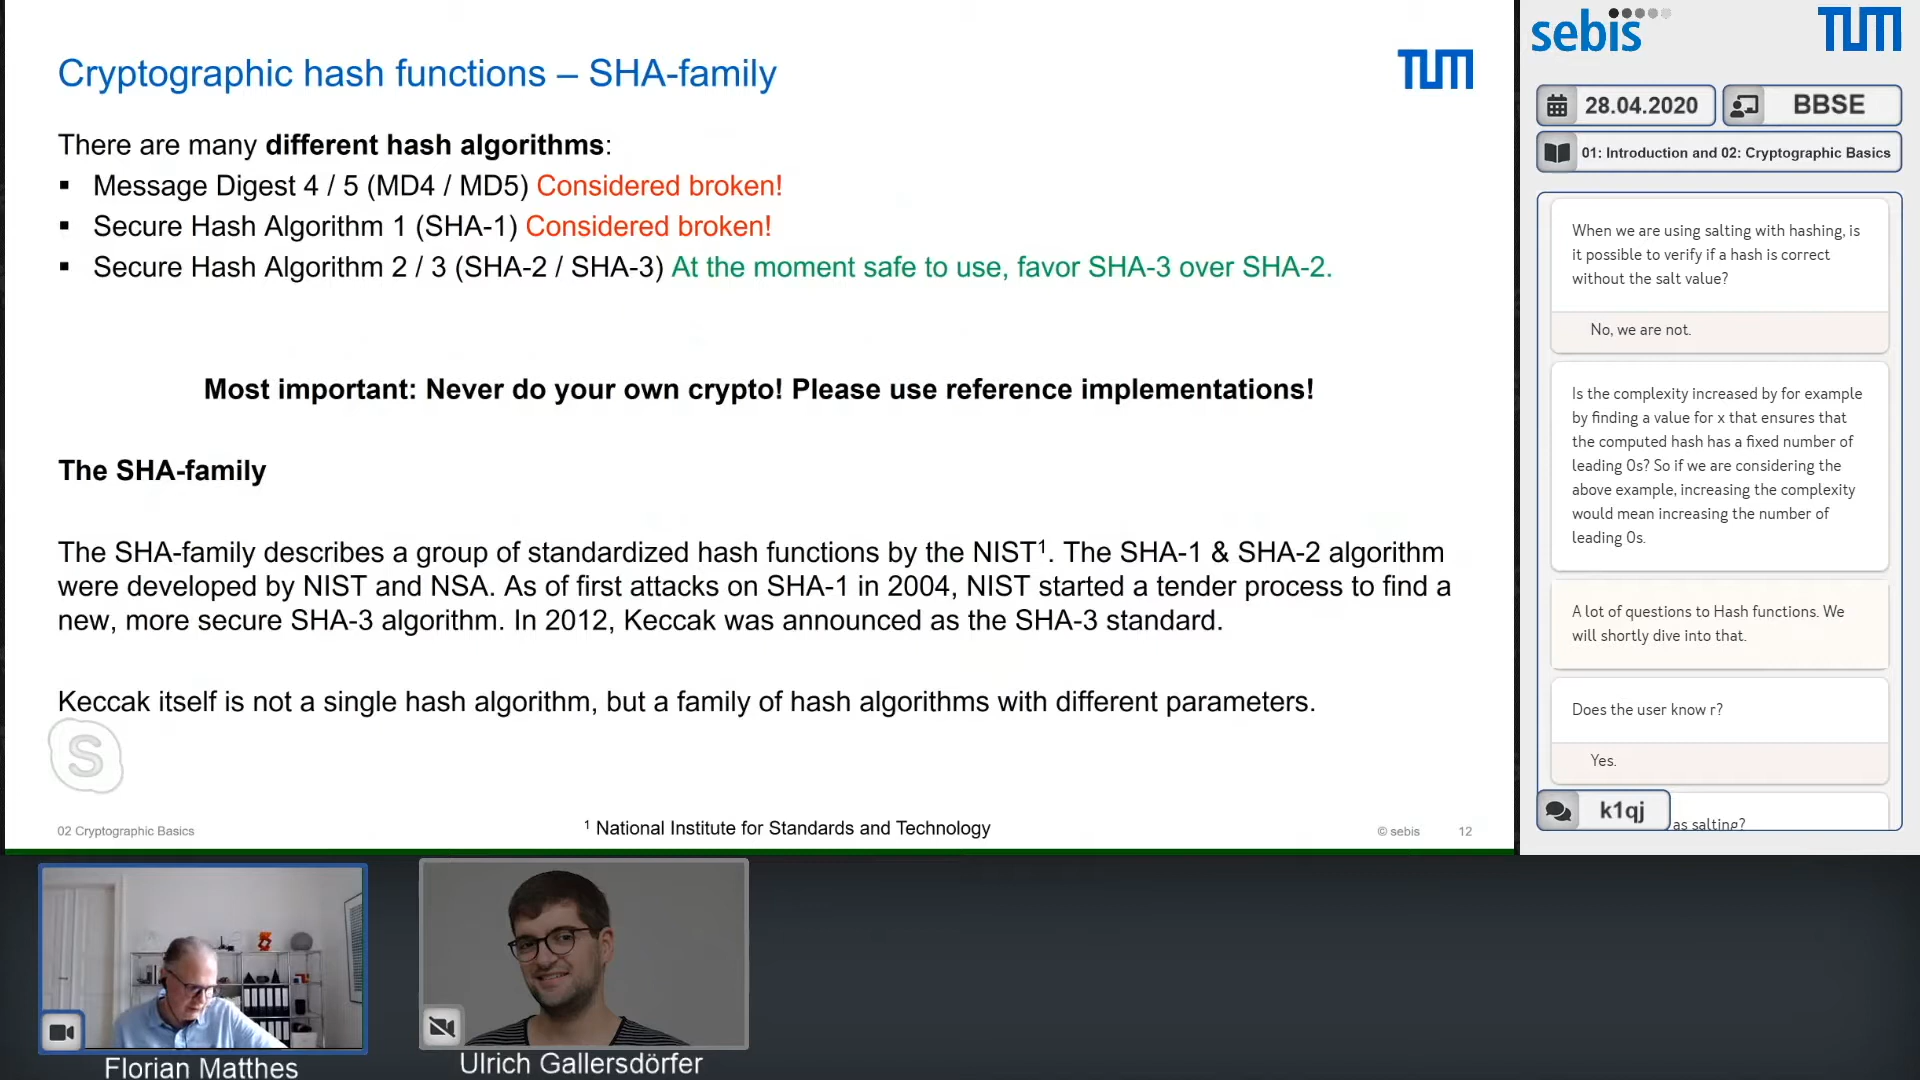 Cryptographic hash functions – SHA-family
TUM
There are many different hash algorithms:
▪ Message Digest 4 / 5 (MD4 / MD5) Considered broken!
▪ Secure Hash Algorithm 1 (SHA-1) Considered broken!
▪ Secure Hash Algorithm 2 / 3 (SHA-2 / SHA-3) At the moment safe to use, favor SHA-3 over SHA-2.
Most important: Never do your own crypto! Please use reference implementations!
The SHA-family
The SHA-family describes a group of standardized hash functions by the NIST¹. The SHA-1 & SHA-2 algorithm
were developed by NIST and NSA. As of first attacks on SHA-1 in 2004, NIST started a tender process to find a
new, more secure SHA-3 algorithm. In 2012, Keccak was announced as the SHA-3 standard.
Keccak itself is not a single hash algorithm, but a family of hash algorithms with different parameters.
S
02 Cryptographic Basics
¹ National Institute for Standards and Technology
© sebis 12
sebis
TUM
28.04.2020
BBSE
01: Introduction and 02: Cryptographic Basics
When we are using salting with hashing, is
it possible to verify if a hash is correct
without the salt value?
No, we are not.
Is the complexity increased by for example
by finding a value for x that ensures that
the computed hash has a fixed number of
leading 0s? So if we are considering the
above example, increasing the complexity
would mean increasing the number of
leading 0s.
A lot of questions to Hash functions. We
will shortly dive into that.
Does the user know r?
Yes.
as salting?
k1qj
Florian Matthes
Ulrich Gallersdörfer